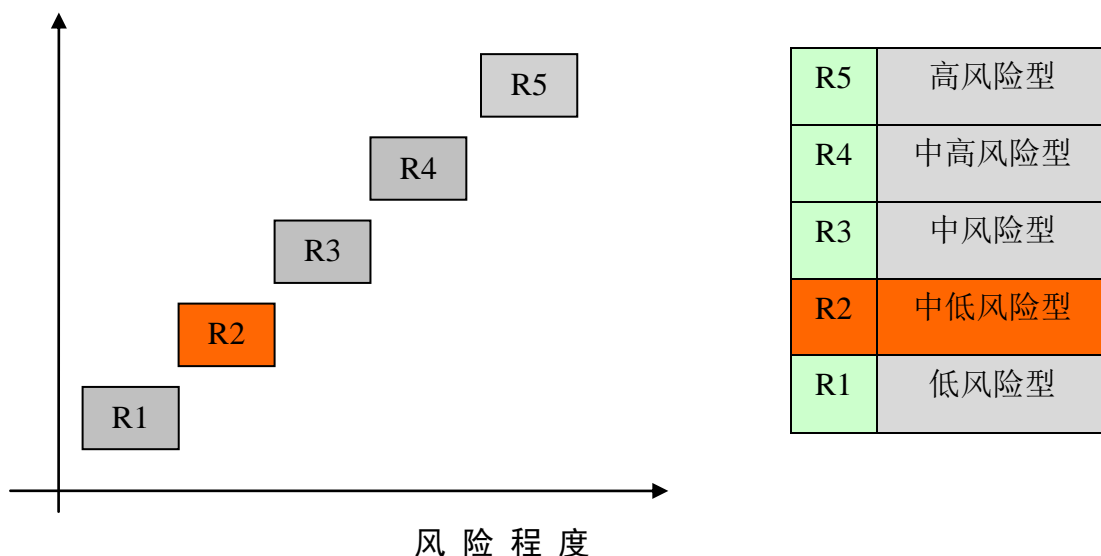 R5
R4
R3
R2
R1
风险程度
R5 高风险型
R4 中高风险型
R3 中风险型
R2 中低风险型
R1 低风险型